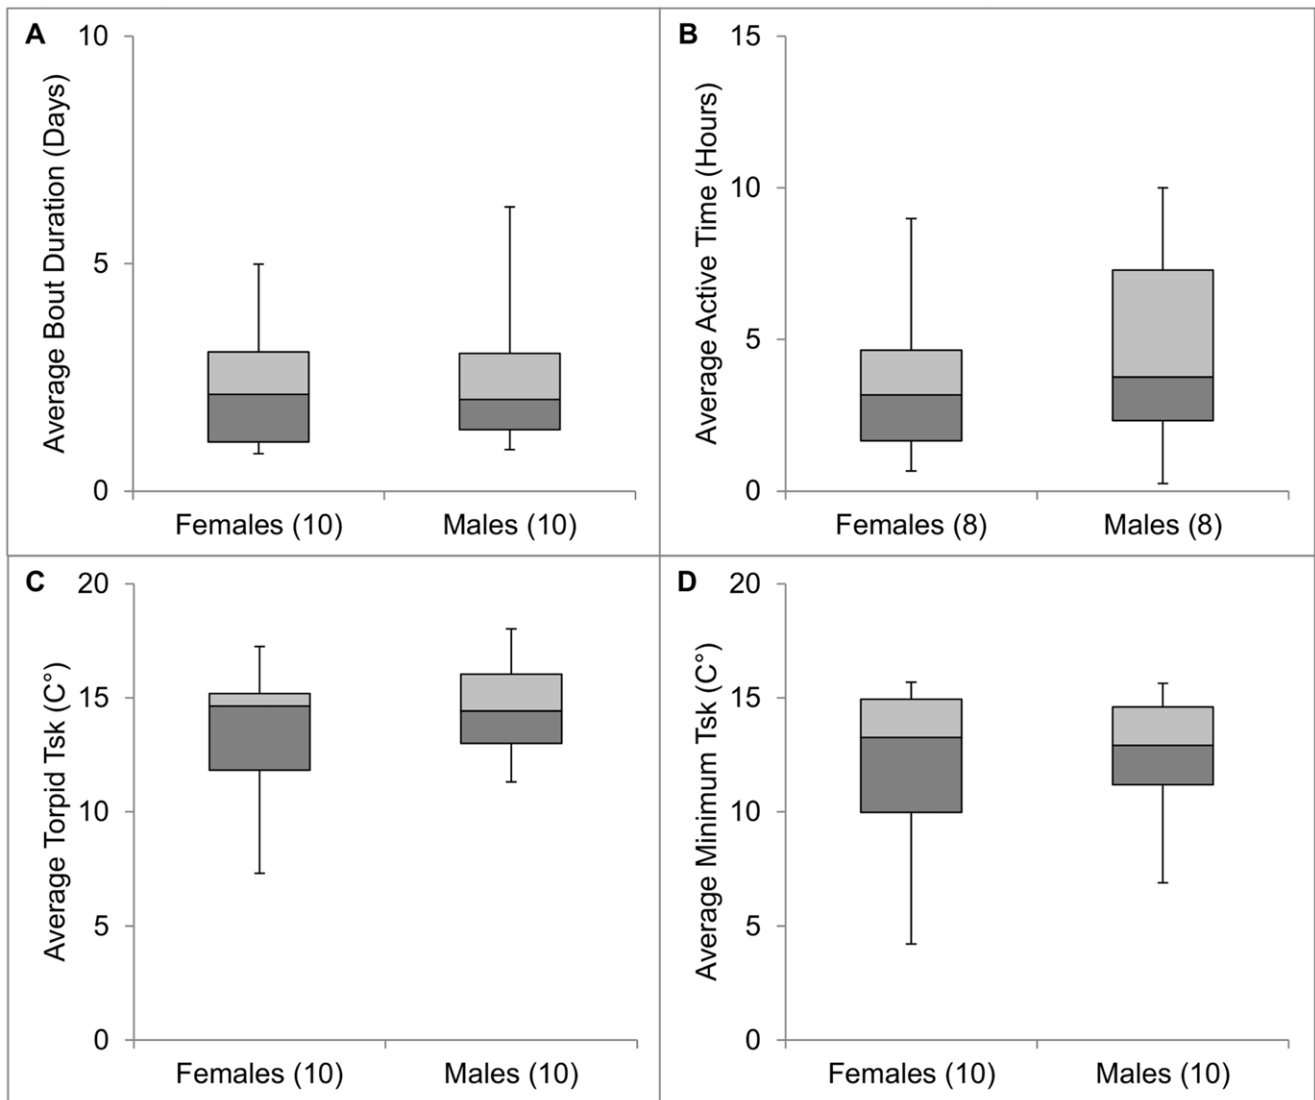 A
Average Bout Duration (Days)
10
5
0
Females (10)
Males (10)
B
Average Active Time (Hours)
15
10
5
0
Females (8)
Males (8)
C
Average Torpid Tsk (C°)
20
15
10
5
0
Females (10)
Males (10)
D
Average Minimum Tsk (C°)
20
15
10
5
0
Females (10)
Males (10)